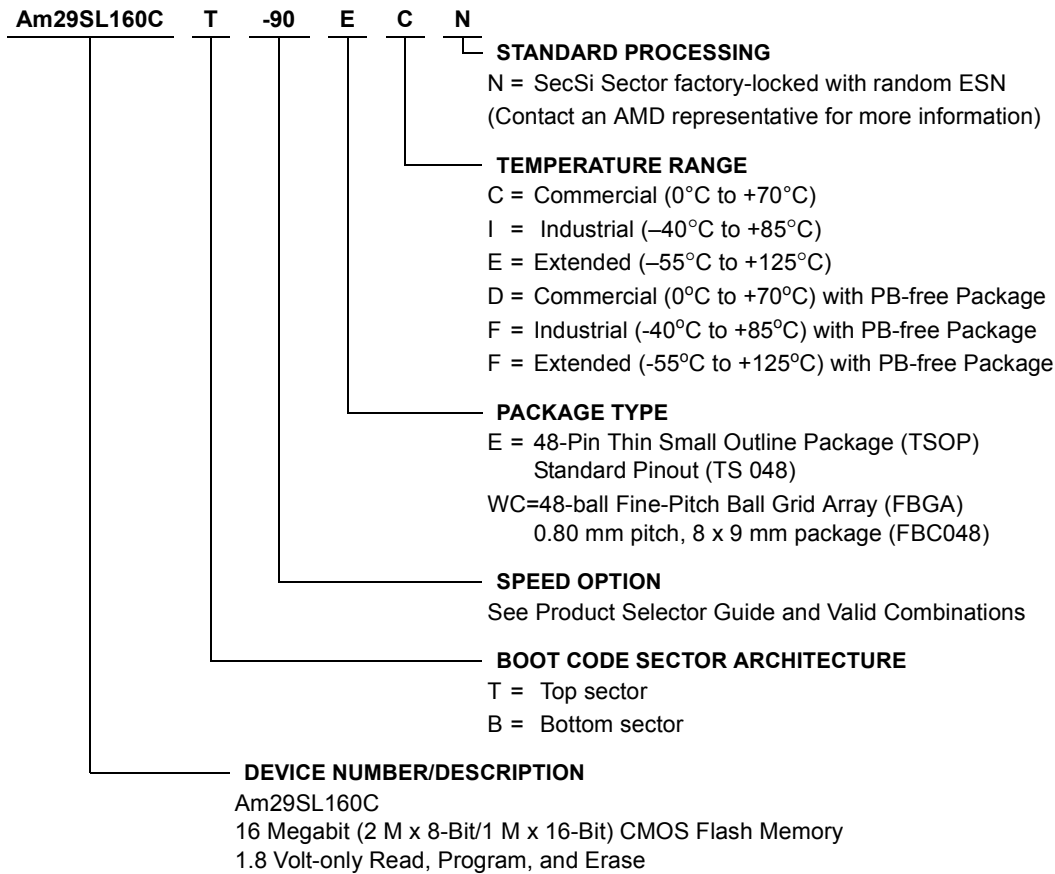 Am29SL160C T -90 E C N
STANDARD PROCESSING
N = SecSi Sector factory-locked with random ESN
(Contact an AMD representative for more information)
TEMPERATURE RANGE
C = Commercial (0°C to +70°C)
I = Industrial (–40°C to +85°C)
E = Extended (–55°C to +125°C)
D = Commercial (0ºC to +70ºC) with PB-free Package
F = Industrial (-40ºC to +85ºC) with PB-free Package
F = Extended (-55ºC to +125ºC) with PB-free Package
PACKAGE TYPE
E = 48-Pin Thin Small Outline Package (TSOP)
Standard Pinout (TS 048)
WC=48-ball Fine-Pitch Ball Grid Array (FBGA)
0.80 mm pitch, 8 x 9 mm package (FBC048)
SPEED OPTION
See Product Selector Guide and Valid Combinations
BOOT CODE SECTOR ARCHITECTURE
T = Top sector
B = Bottom sector
DEVICE NUMBER/DESCRIPTION
Am29SL160C
16 Megabit (2 M x 8-Bit/1 M x 16-Bit) CMOS Flash Memory
1.8 Volt-only Read, Program, and Erase